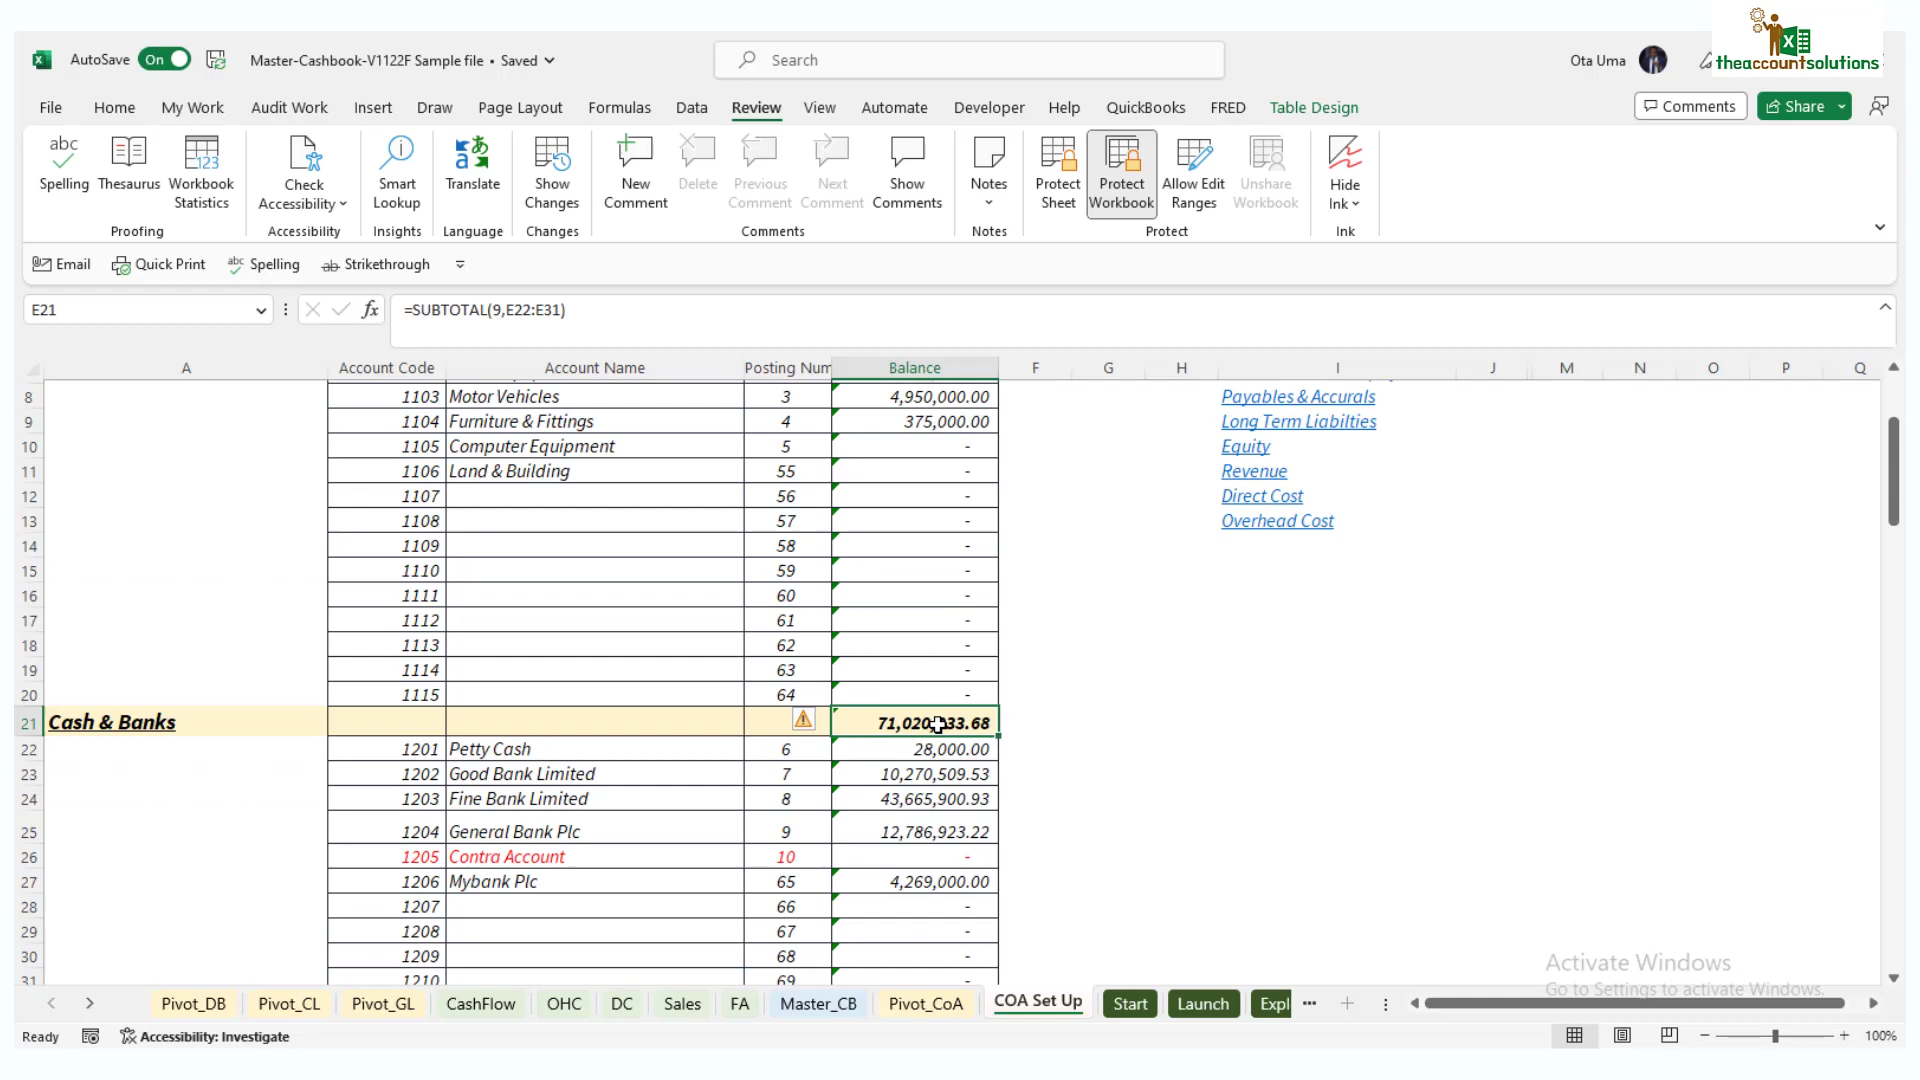 AutoSave On Master-Cashbook-V1122F Sample file • Saved Search Ota Uma theaccountsolutions
File Home My Work Audit Work Insert Draw Page Layout Formulas Data Review View Automate Developer Help QuickBooks FRED Table Design Comments Share
Spelling Thesaurus Workbook Statistics Check Accessibility Smart Lookup Translate Show Changes New Comment Delete Previous Comment Next Comment Show Comments Notes Protect Sheet Protect Workbook Allow Edit Ranges Unshare Workbook Hide Ink
Proofing Accessibility Insights Language Changes Comments Notes Protect Ink
Email Quick Print Spelling Strikethrough
E21 fx =SUBTOTAL(9,E22:E31)
A Account Code Account Name Posting Num Balance F G H I J M N O P Q
8 1103 Motor Vehicles 3 4,950,000.00 Payables & Accurals
9 1104 Furniture & Fittings 4 375,000.00 Long Term Liabilties
10 1105 Computer Equipment 5 - Equity
11 1106 Land & Building 55 - Revenue
12 1107 56 - Direct Cost
13 1108 57 - Overhead Cost
14 1109 58 -
15 1110 59 -
16 1111 60 -
17 1112 61 -
18 1113 62 -
19 1114 63 -
20 1115 64 -
21 Cash & Banks
22 1201 Petty Cash 6 28,000.00
23 1202 Good Bank Limited 7 10,270,509.53
24 1203 Fine Bank Limited 8 43,665,900.93
25 1204 General Bank Plc 9 12,786,923.22
26 1205 Contra Account 10 -
27 1206 Mybank Plc 65 4,269,000.00
28 1207 66 -
29 1208 67 -
30 1209 68 -
31 1210 69
Activate Windows
Go to Settings to activate Windows.
Pivot_DB Pivot_CL Pivot_GL CashFlow OHC DC Sales FA Master_CB Pivot_CoA COA Set Up Start Launch Expl
Ready Accessibility: Investigate 100%